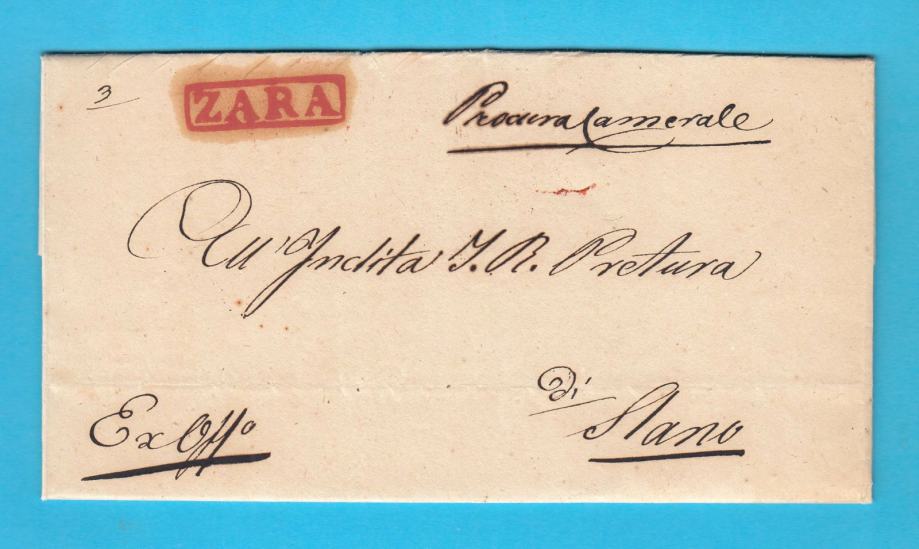 3
ZARA
Procura Camerale
All'Inclita I. R. Pretura
di
Slano
Ex Offo